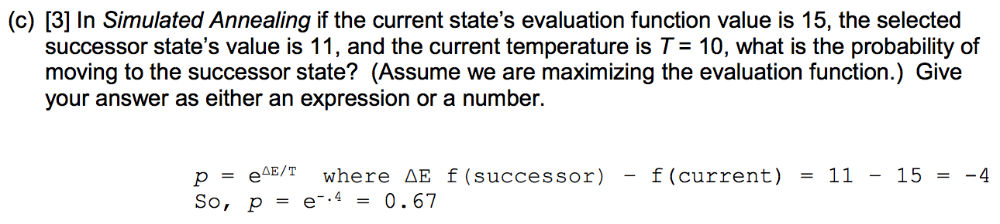 (c) [3] In Simulated Annealing if the current state's evaluation function value is 15, the selected
successor state's value is 11, and the current temperature is T = 10, what is the probability of
moving to the successor state? (Assume we are maximizing the evaluation function.) Give
your answer as either an expression or a number.
p = e^ΔE/T where ΔE f(successor) - f(current) = 11 - 15 = -4
So, p = e^-.4 = 0.67